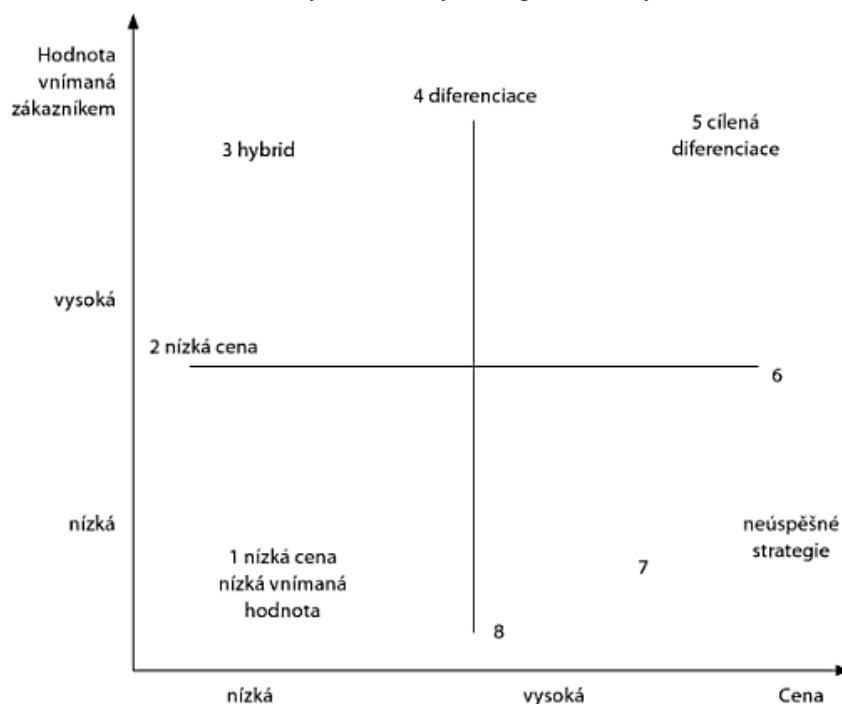 Hodnota
vnímaná
zákazníkem
4 diferenciace
5 cílená
diferenciace
3 hybrid
vysoká
2 nízká cena
6
nízká
neúspěšné
strategie
1 nízká cena
nízká vnímaná
hodnota
7
8
nízká
vysoká
Cena